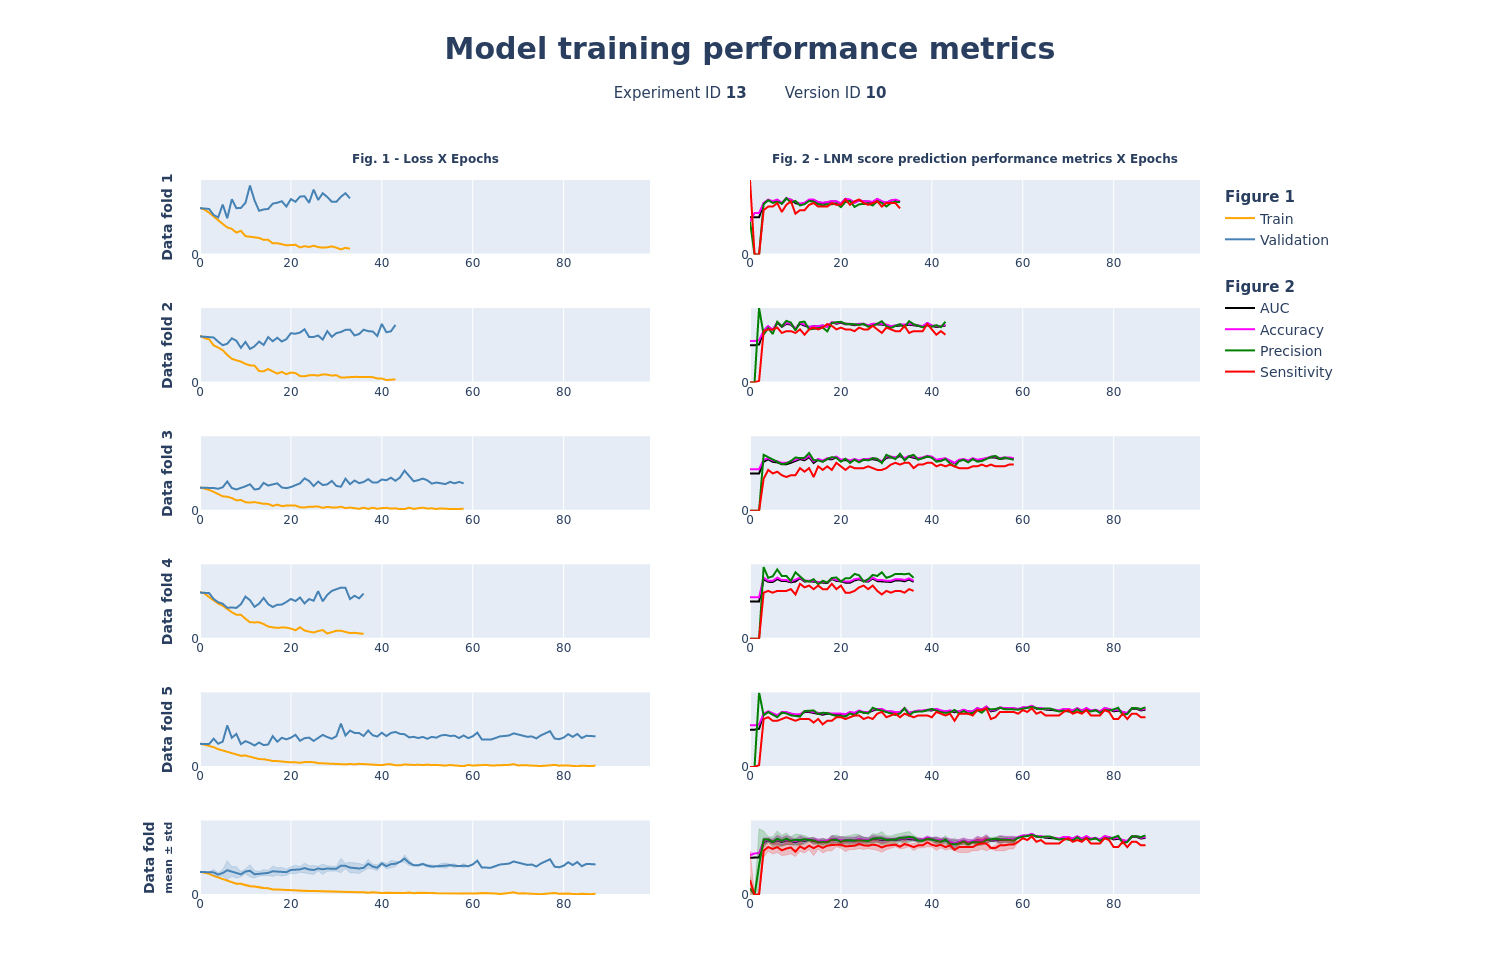 Model training performance metrics
Experiment ID 13 Version ID 10
Fig. 1 - Loss X Epochs
Fig. 2 - LNM score prediction performance metrics X Epochs
Data fold 1
0
0 20 40 60 80
0
0 20 40 60 80
Figure 1
Train
Validation
Figure 2
AUC
Accuracy
Precision
Sensitivity
Data fold 2
0
0 20 40 60 80
0
0 20 40 60 80
Data fold 3
0
0 20 40 60 80
0
0 20 40 60 80
Data fold 4
0
0 20 40 60 80
0
0 20 40 60 80
Data fold 5
0
0 20 40 60 80
0
0 20 40 60 80
Data fold
mean ± std
0
0 20 40 60 80
0
0 20 40 60 80